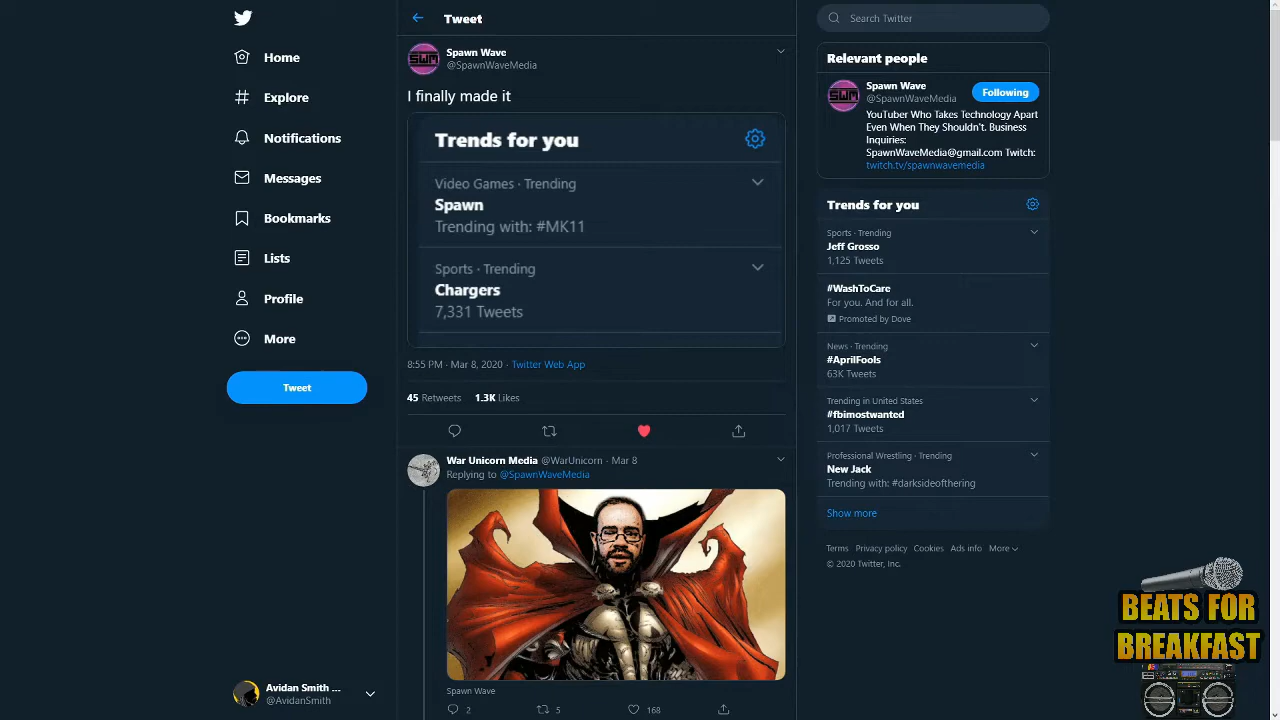 Home
Explore
Notifications
Messages
Bookmarks
Lists
Profile
More
Tweet
Avidan Smith ...
@AvidanSmith
Tweet
Spawn Wave
@SpawnWaveMedia
I finally made it
Trends for you
Video Games · Trending
Spawn
Trending with: #MK11
Sports · Trending
Chargers
7,331 Tweets
8:55 PM · Mar 8, 2020 · Twitter Web App
45 Retweets 1.3K Likes
War Unicorn Media @WarUnicorn · Mar 8
Replying to @SpawnWaveMedia
Spawn Wave
2 5 168
Search Twitter
Relevant people
Spawn Wave
@SpawnWaveMedia
Following
YouTuber Who Takes Technology Apart
Even When They Shouldn't. Business
Inquiries:
SpawnWaveMedia@gmail.com Twitch:
twitch.tv/spawnwavemedia
Trends for you
Sports · Trending
Jeff Grosso
1,125 Tweets
#WashToCare
For you. And for all.
Promoted by Dove
News · Trending
#AprilFools
63K Tweets
Trending in United States
#fbimostwanted
1,017 Tweets
Professional Wrestling · Trending
New Jack
Trending with: #darksideofthering
Show more
Terms Privacy policy Cookies Ads info More
© 2020 Twitter, Inc.
SWM
SWM
BEATS FOR
BREAKFAST